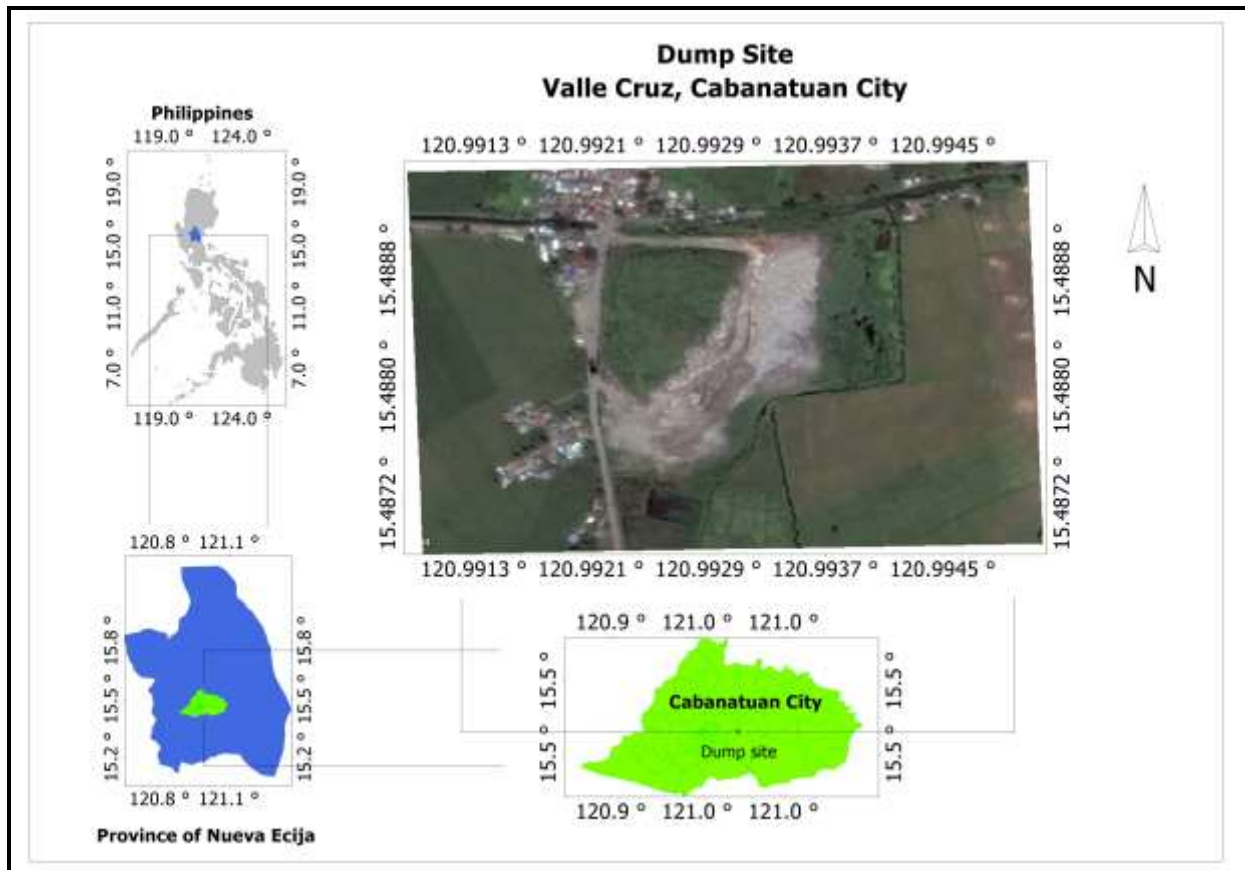 Dump Site
Valle Cruz, Cabanatuan City
Philippines
119.0 º 124.0 º
19.0 º
15.0 º
11.0 º
7.0 º
19.0 º
15.0 º
11.0 º
7.0 º
119.0 º 124.0 º
120.9913 º 120.9921 º 120.9929 º 120.9937 º 120.9945 º
15.4888 º
15.4880 º
15.4872 º
15.4888 º
15.4880 º
15.4872 º
120.9913 º 120.9921 º 120.9929 º 120.9937 º 120.9945 º
N
120.8 º 121.1 º
15.8 º
15.5 º
15.2 º
15.8 º
15.5 º
15.2 º
120.8 º 121.1 º
Province of Nueva Ecija
120.9 º 121.0 º 121.0 º
15.5 º
15.5 º
Cabanatuan City
Dump site
15.5 º
15.5 º
120.9 º 121.0 º 121.0 º